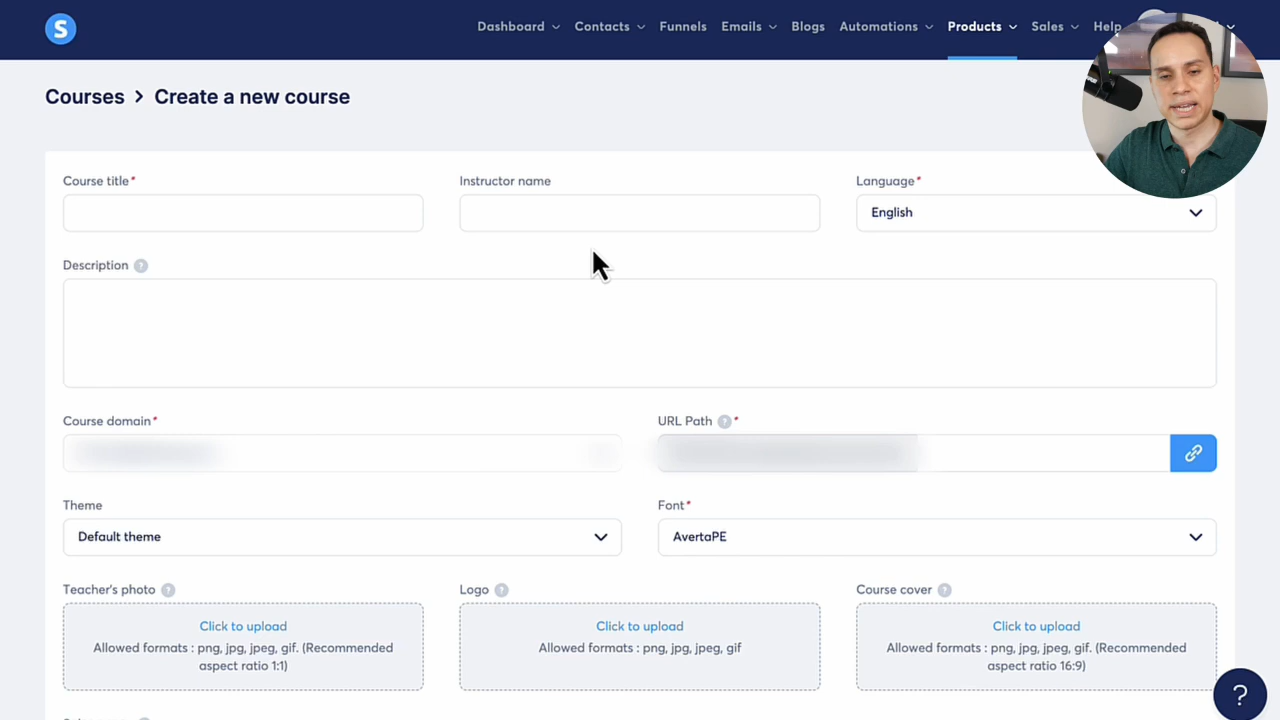 S Dashboard Contacts Funnels Emails Blogs Automations Products Sales Help
Courses > Create a new course
Course title* Instructor name Language*
English
Description ?
Course domain* URL Path ? *
Theme Font*
Default theme AvertaPE
Teacher's photo ? Logo ? Course cover ?
Click to upload Click to upload Click to upload
Allowed formats : png, jpg, jpeg, gif. (Recommended Allowed formats : png, jpg, jpeg, gif Allowed formats : png, jpg, jpeg, gif. (Recommended
aspect ratio 1:1) aspect ratio 16:9)
?